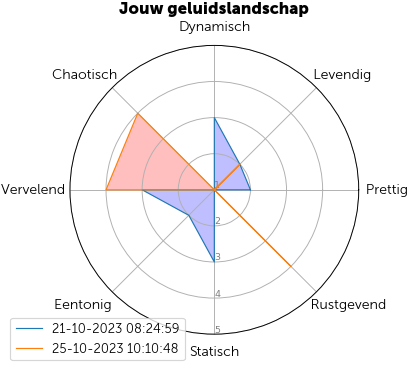 Jouw geluidslandschap
Dynamisch
Chaotisch
Levendig
Vervelend
Prettig
2
3
4
5
Eentonig
Rustgevend
Statisch
21-10-2023 08:24:59
25-10-2023 10:10:48